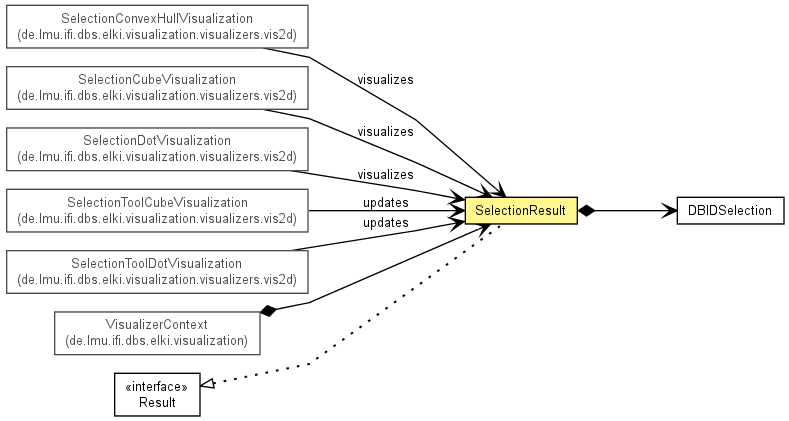 SelectionConvexHullVisualization
(de.lmu.ifi.dbs.elki.visualization.visualizers.vis2d)
visualizes
SelectionCubeVisualization
(de.lmu.ifi.dbs.elki.visualization.visualizers.vis2d)
visualizes
SelectionDotVisualization
(de.lmu.ifi.dbs.elki.visualization.visualizers.vis2d)
visualizes
SelectionToolCubeVisualization
(de.lmu.ifi.dbs.elki.visualization.visualizers.vis2d)
updates
SelectionResult
DBIDSelection
updates
SelectionToolDotVisualization
(de.lmu.ifi.dbs.elki.visualization.visualizers.vis2d)
VisualizerContext
(de.lmu.ifi.dbs.elki.visualization)
«interface»
Result